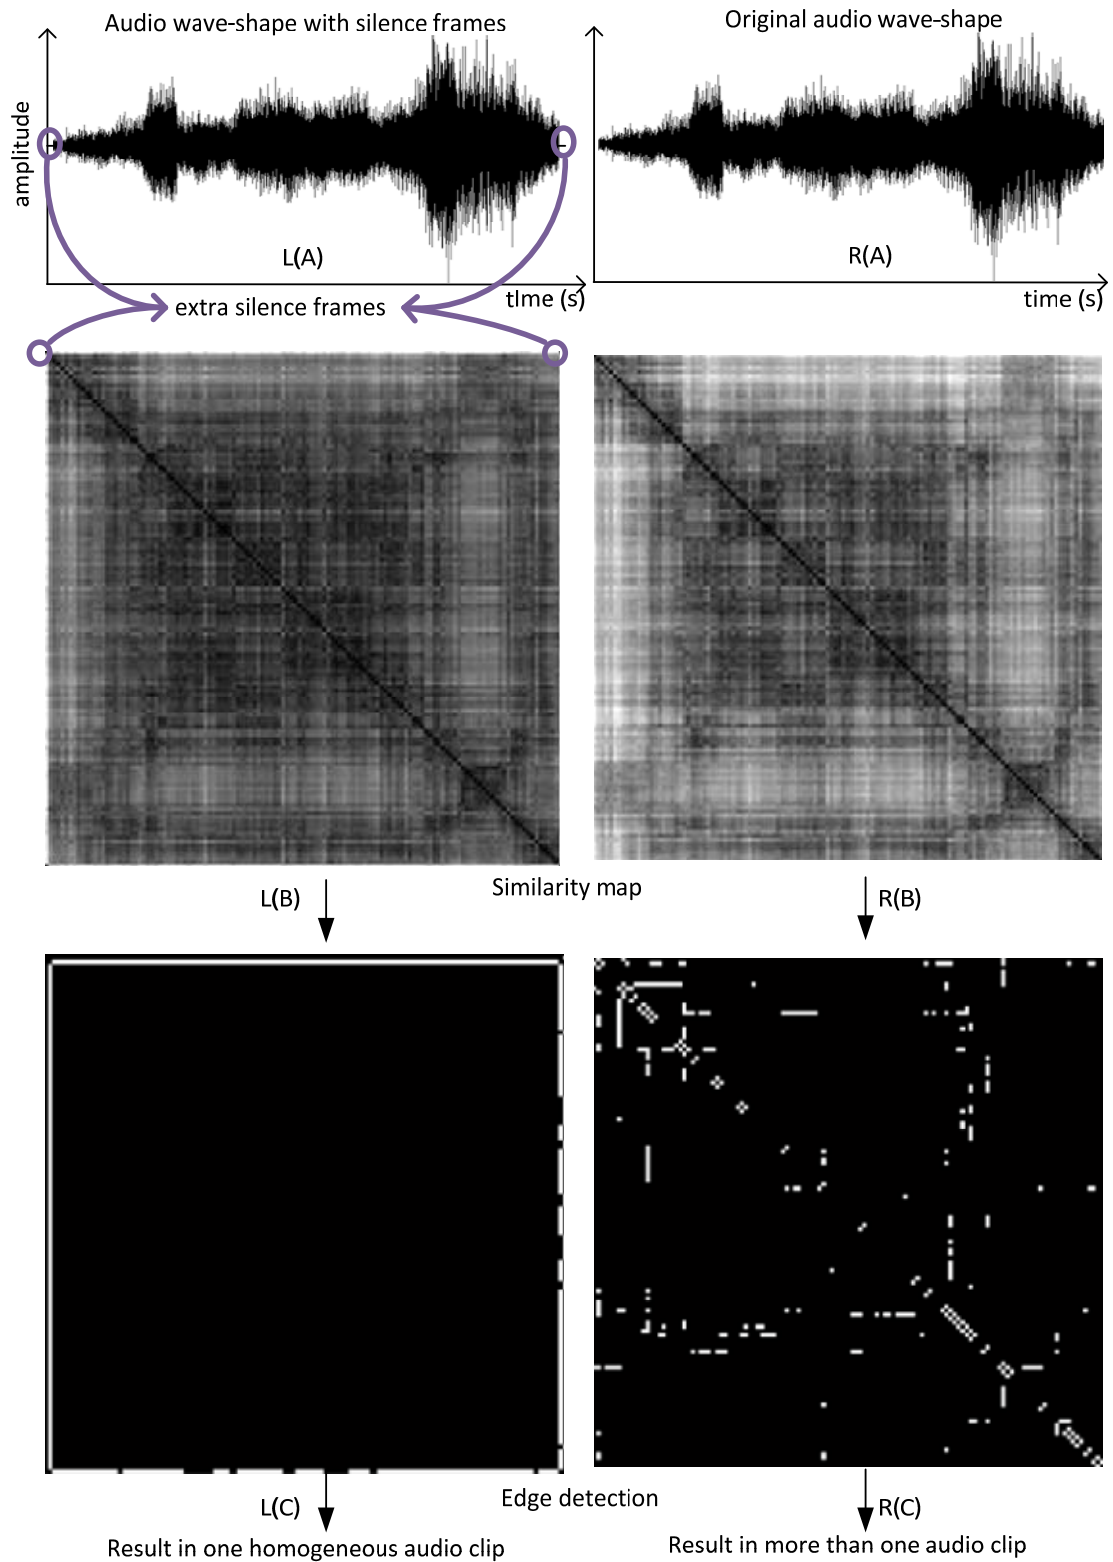 Audio wave-shape with silence frames
Original audio wave-shape
amplitude
L(A)
R(A)
tIme (s)
time (s)
extra silence frames
Similarity map
L(B)
R(B)
Edge detection
L(C)
R(C)
Result in one homogeneous audio clip
Result in more than one audio clip